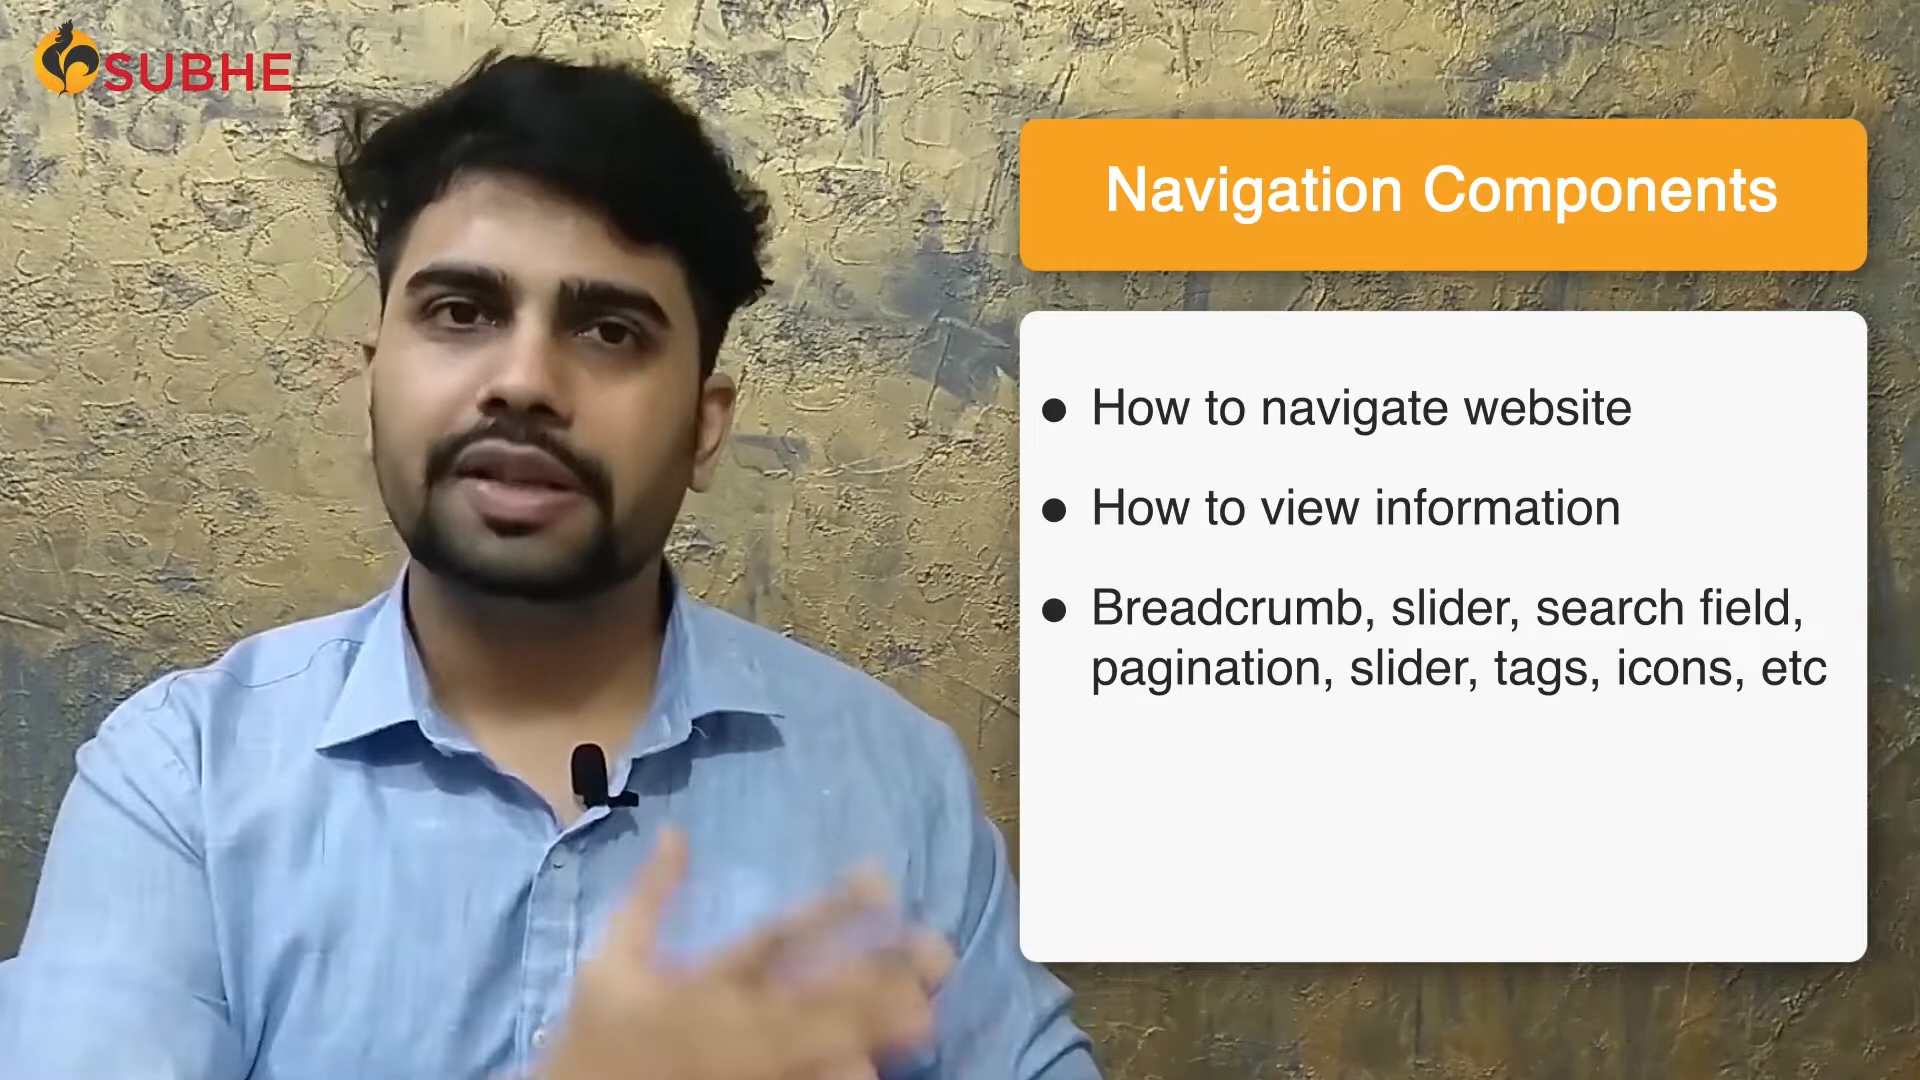 SUBHE
Navigation Components
● How to navigate website
● How to view information
● Breadcrumb, slider, search field,
pagination, slider, tags, icons, etc